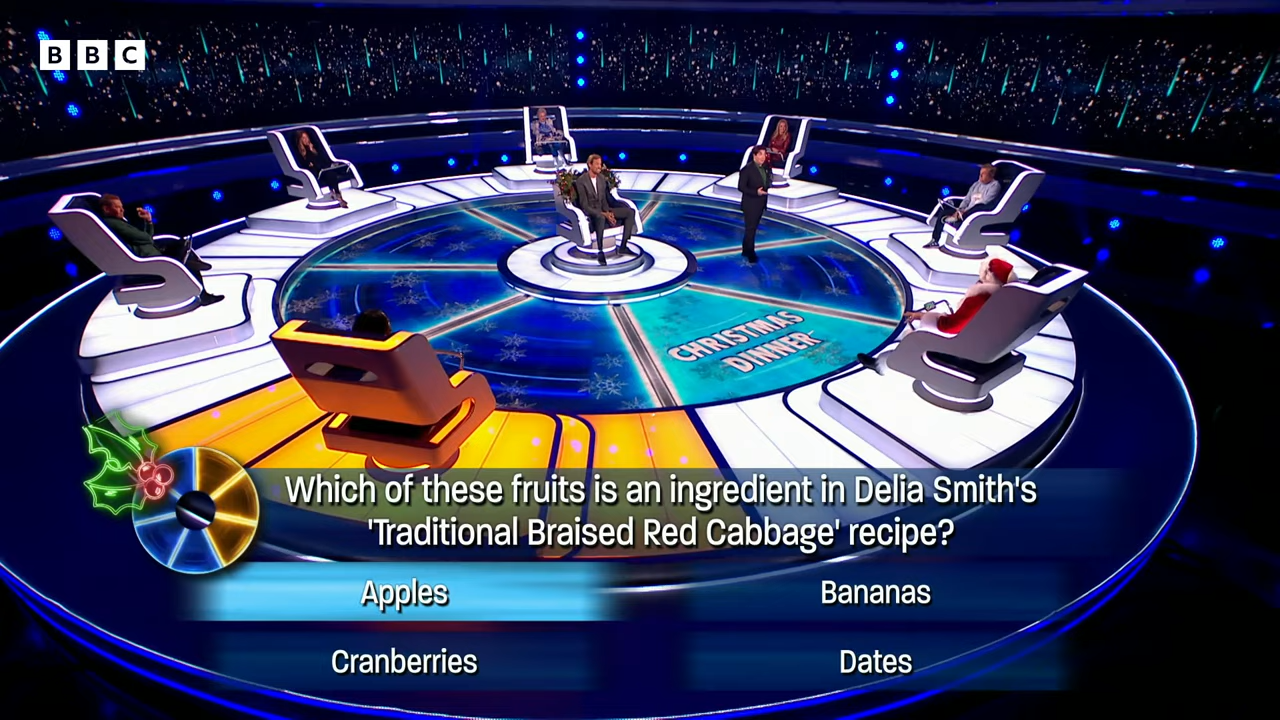 BBC
CHRISTMAS
DINNER
Which of these fruits is an ingredient in Delia Smith's
'Traditional Braised Red Cabbage' recipe?
Apples
Bananas
Cranberries
Dates